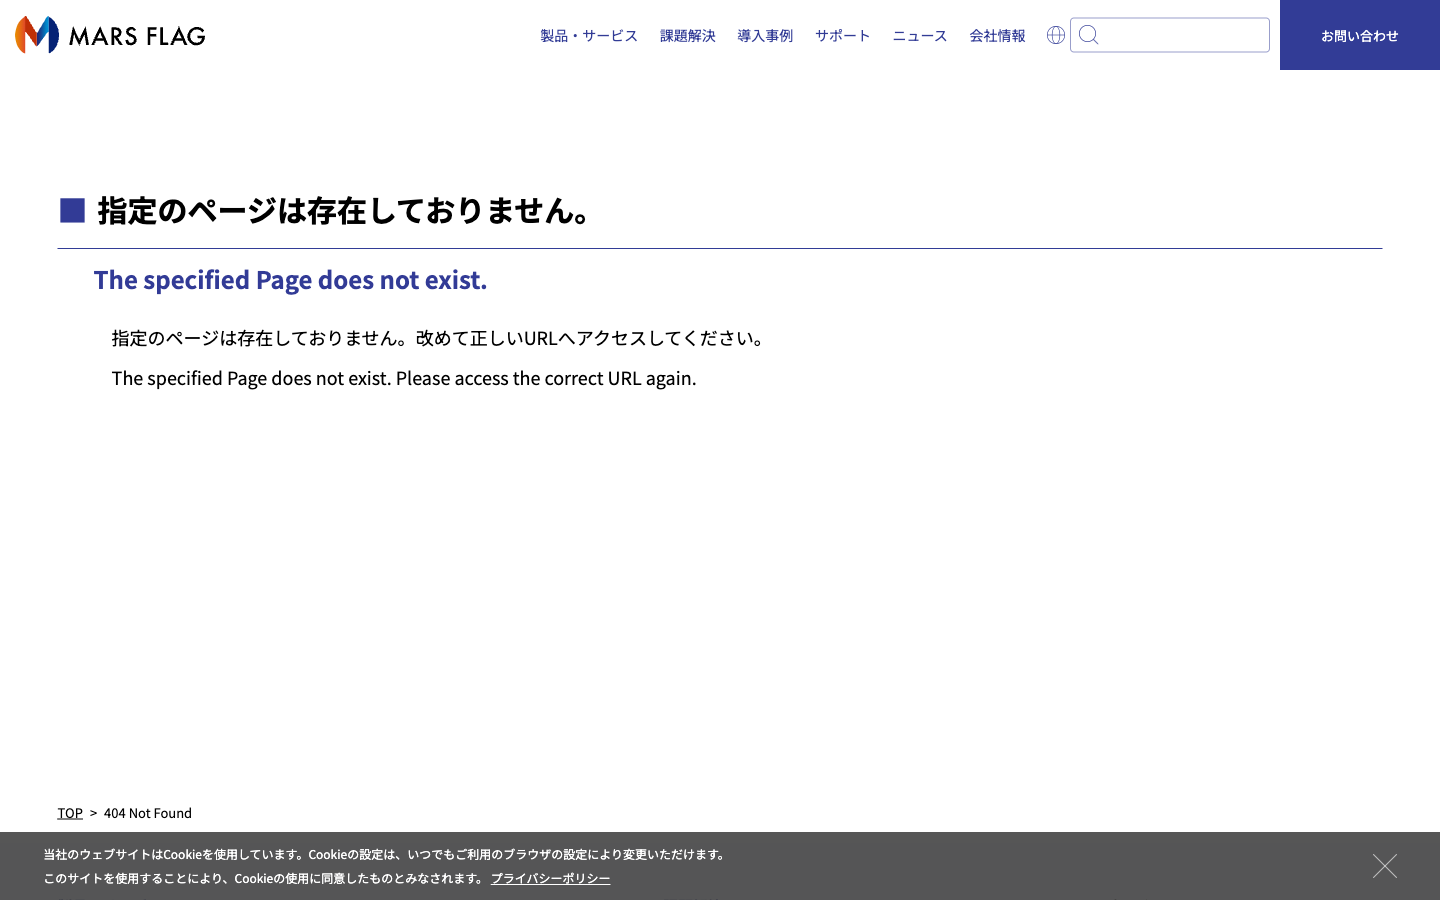 MARS FLAG
製品・サービス 課題解決 導入事例 サポート ニュース 会社情報 お問い合わせ
■ 指定のページは存在しておりません。
The specified Page does not exist.
指定のページは存在しておりません。改めて正しいURLへアクセスしてください。
The specified Page does not exist. Please access the correct URL again.
TOP > 404 Not Found
当社のウェブサイトはCookieを使用しています。Cookieの設定は、いつでもご利用のブラウザの設定により変更いただけます。
このサイトを使用することにより、Cookieの使用に同意したものとみなされます。 プライバシーポリシー